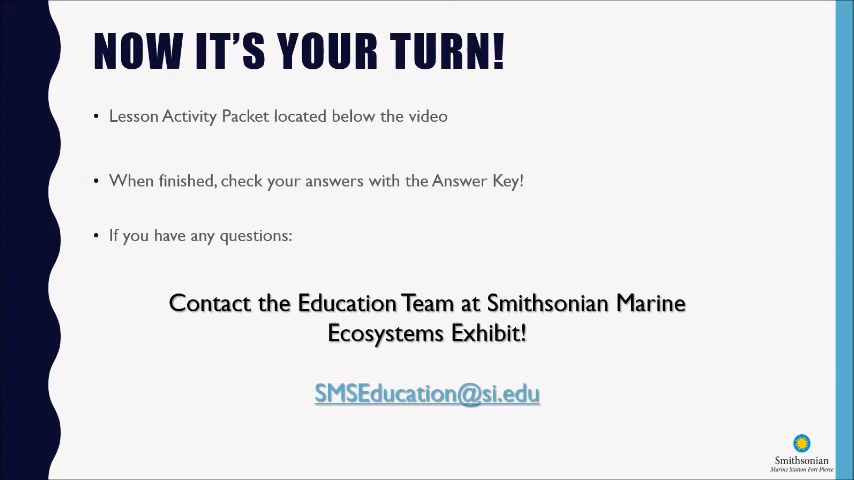 NOW IT'S YOUR TURN!
• Lesson Activity Packet located below the video
• When finished, check your answers with the Answer Key!
• If you have any questions:
Contact the Education Team at Smithsonian Marine
Ecosystems Exhibit!
SMSEducation@si.edu
Smithsonian
Marine Station Fort Pierce